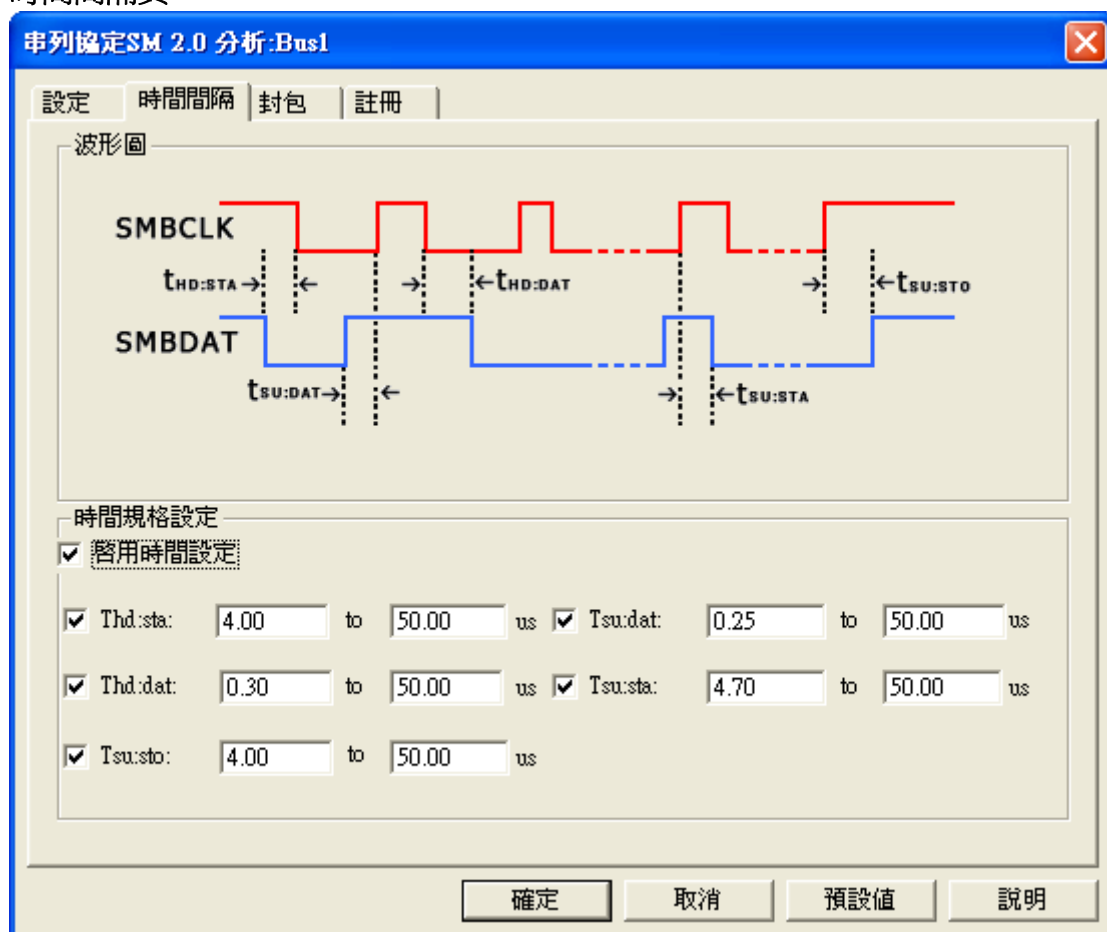 串列協定SM 2.0 分析:Bus1
設定 時間間隔 封包 註冊
波形圖
SMBCLK
tHD:STA
tHD:DAT
tSU:STO
SMBDAT
tSU:DAT
tSU:STA
時間規格設定
啓用時間設定
Thd:sta: 4.00 to 50.00 us Tsu:dat: 0.25 to 50.00 us
Thd:dat: 0.30 to 50.00 us Tsu:sta: 4.70 to 50.00 us
Tsu:sto: 4.00 to 50.00 us
確定 取消 預設值 說明